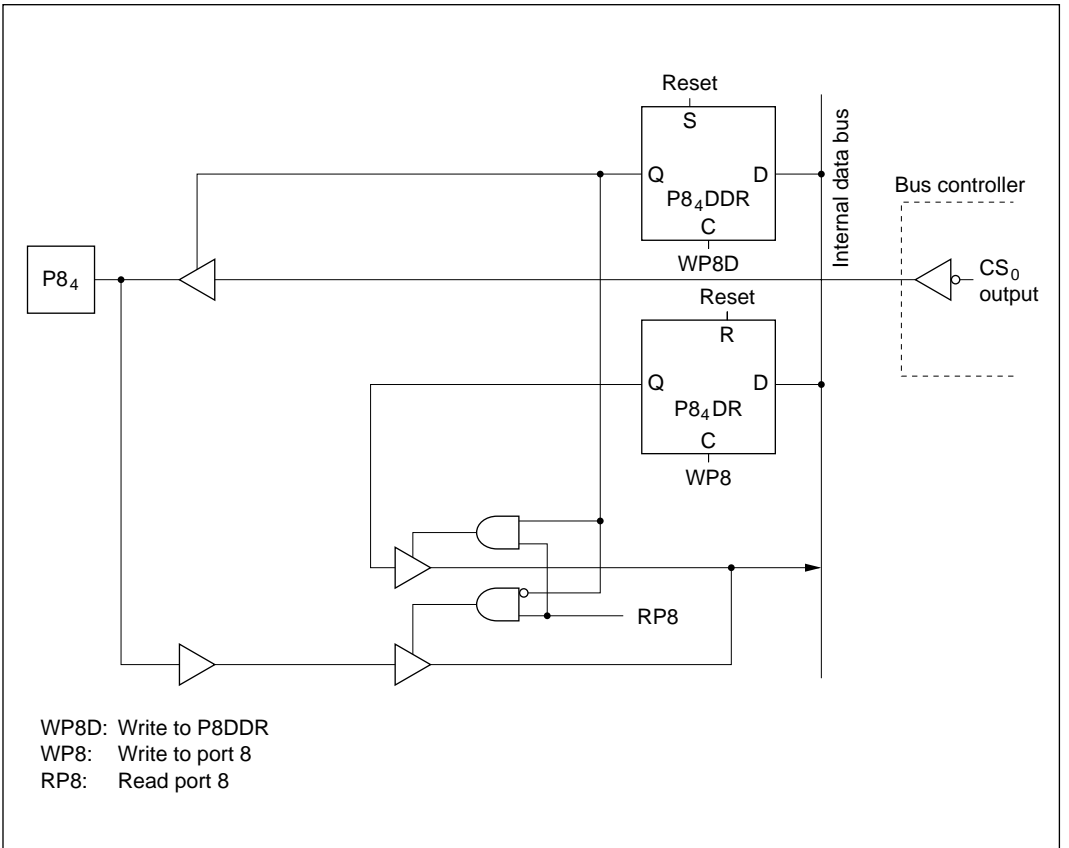 Reset
S
Q
D
P8₄DDR
C
WP8D
Internal data bus
Bus controller
CS₀
output
P8₄
Reset
R
Q
D
P8₄DR
C
WP8
RP8
WP8D: Write to P8DDR
WP8: Write to port 8
RP8: Read port 8